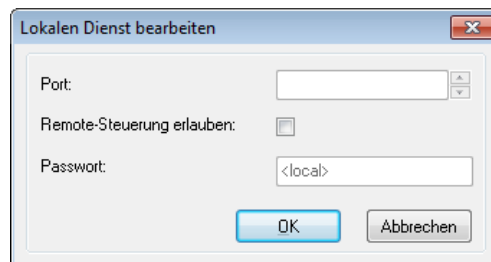 Lokalen Dienst bearbeiten
Port:
Remote-Steuerung erlauben:
Passwort: <local>
OK Abbrechen